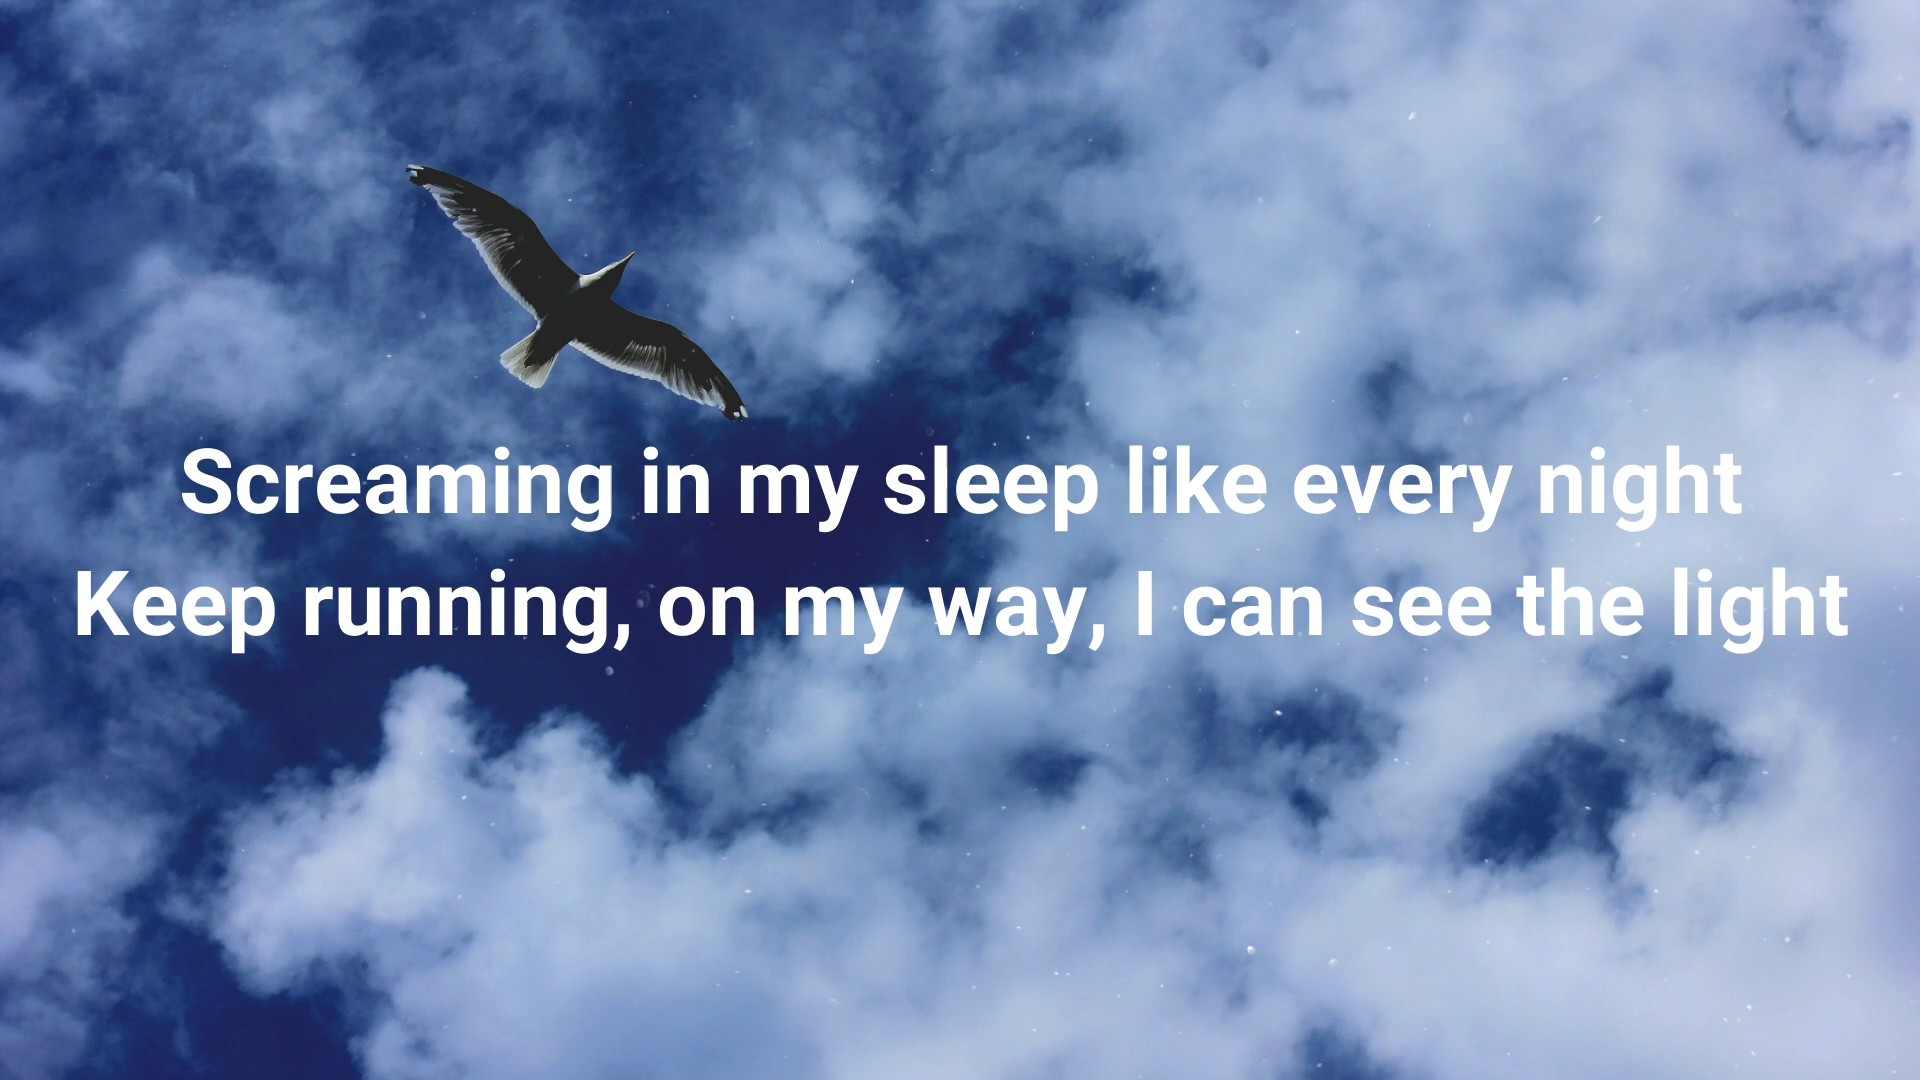 Screaming in my sleep like every night
Keep running, on my way, I can see the light